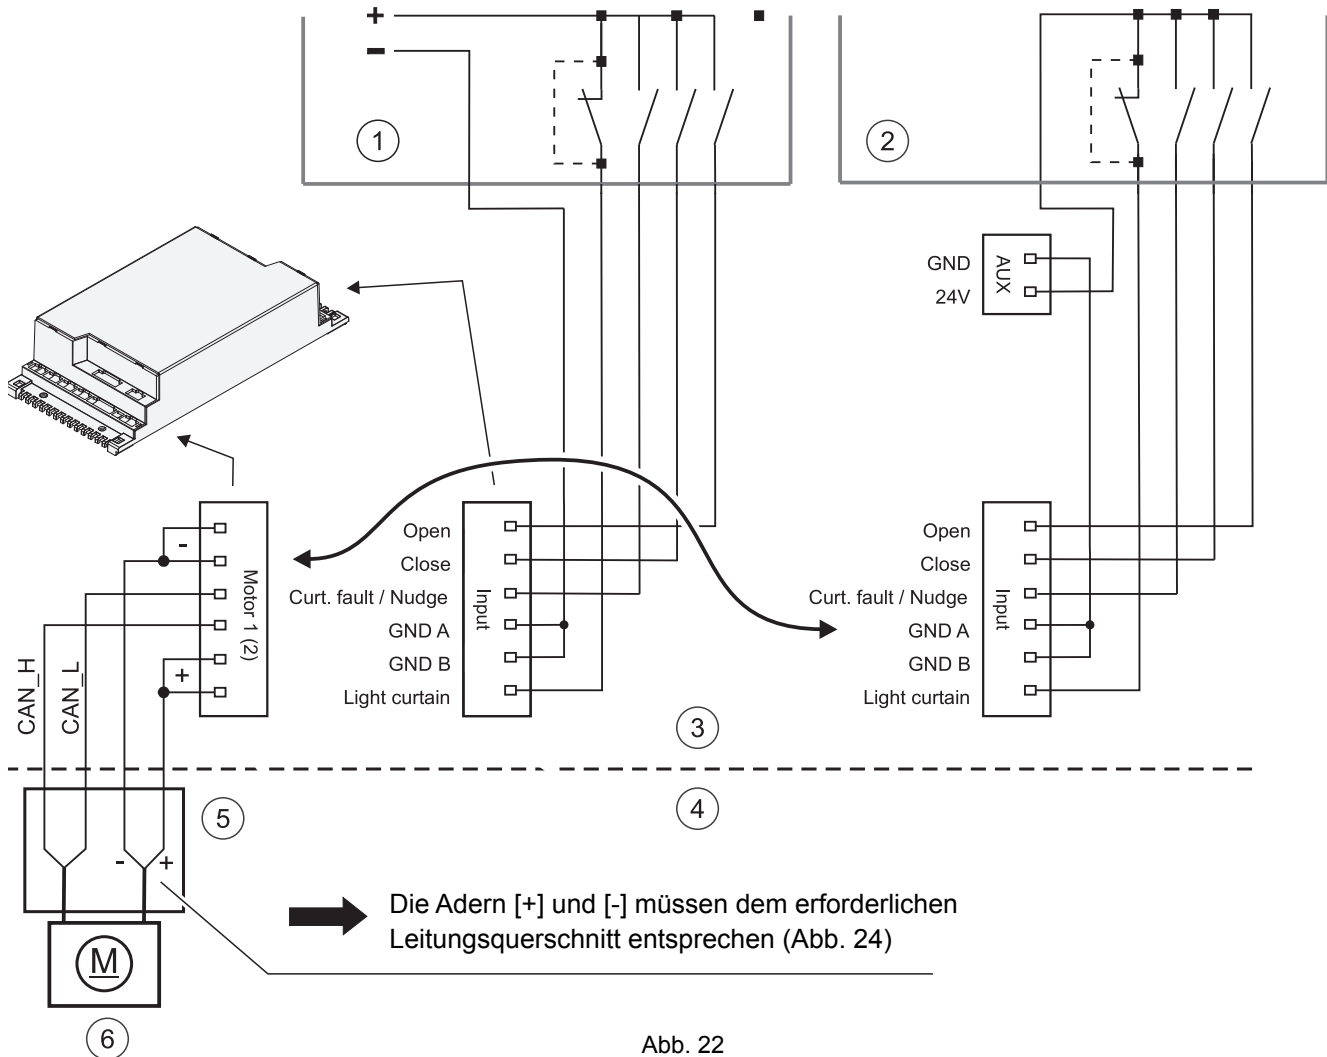 +
-
1
2
GND
24V
AUX
Open
Close
Curt. fault / Nudge
GND A
GND B
Light curtain
Input
Open
Close
Curt. fault / Nudge
GND A
GND B
Light curtain
Input
-
+
Motor 1 (2)
CAN_H
CAN_L
3
4
5
- +
Die Adern [+] und [-] müssen dem erforderlichen
Leitungsquerschnitt entsprechen (Abb. 24)
M
6
Abb. 22